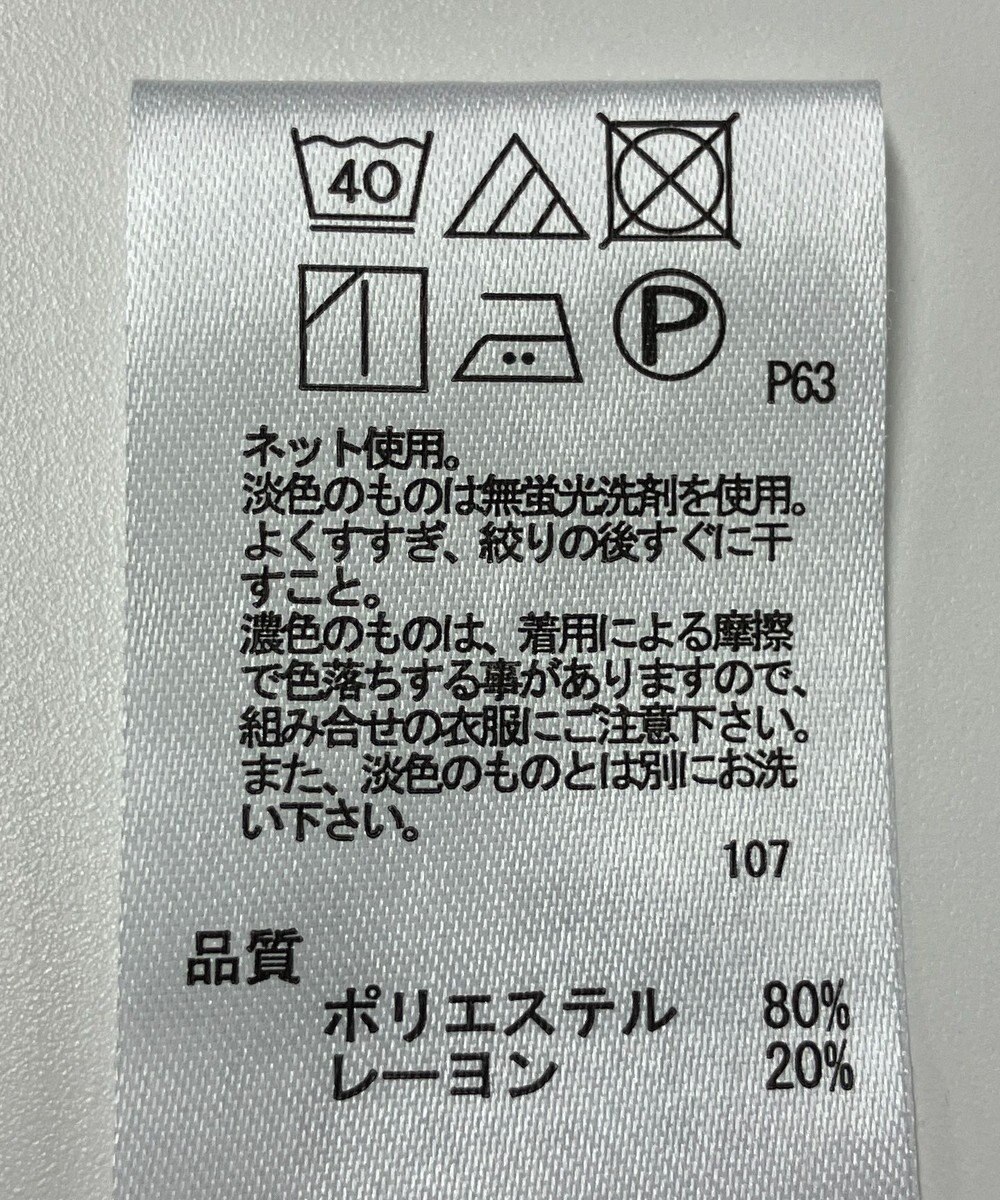 40
P
P63
ネット使用。
淡色のものは無蛍光洗剤を使用。
よくすすぎ、絞りの後すぐに干
すこと。
濃色のものは、着用による摩擦
で色落ちする事がありますので、
組み合せの衣服にご注意下さい。
また、淡色のものとは別にお洗
い下さい。
107
品質
ポリエステル 80%
レーヨン 20%